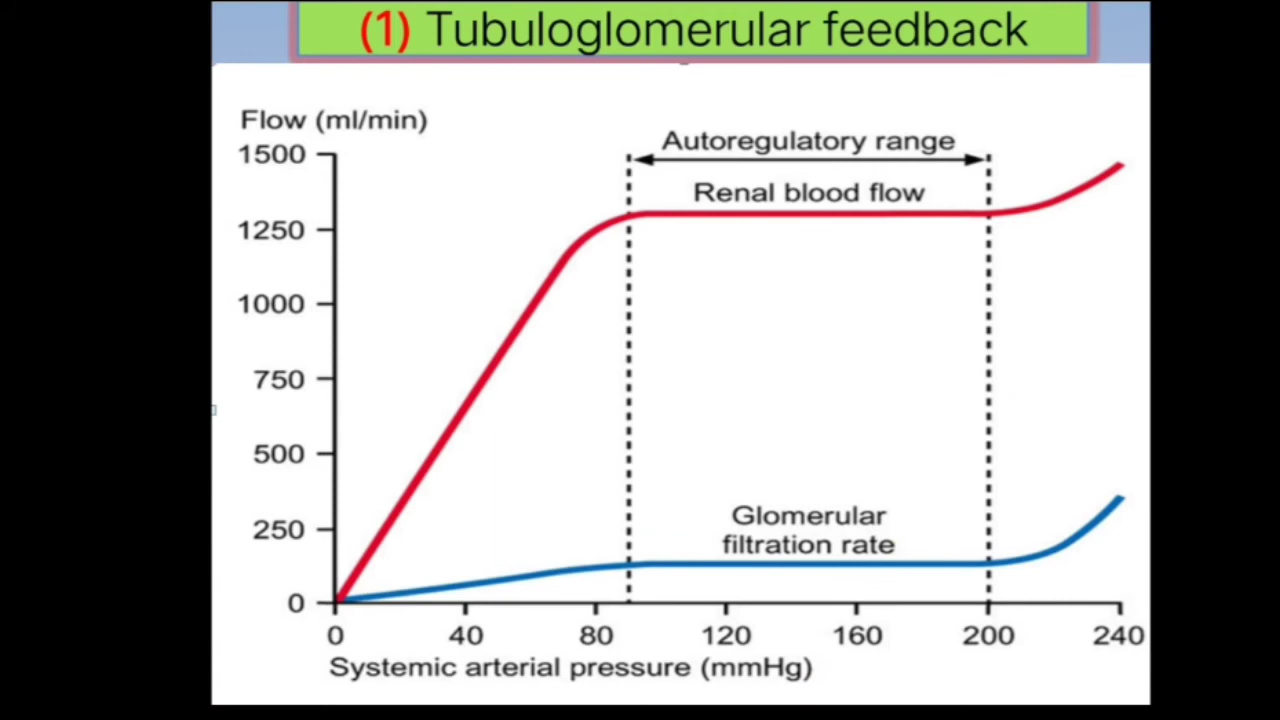 (1) Tubuloglomerular feedback
Flow (ml/min)
1500
1250
1000
750
500
250
0
Autoregulatory range
Renal blood flow
Glomerular
filtration rate
0 40 80 120 160 200 240
Systemic arterial pressure (mmHg)